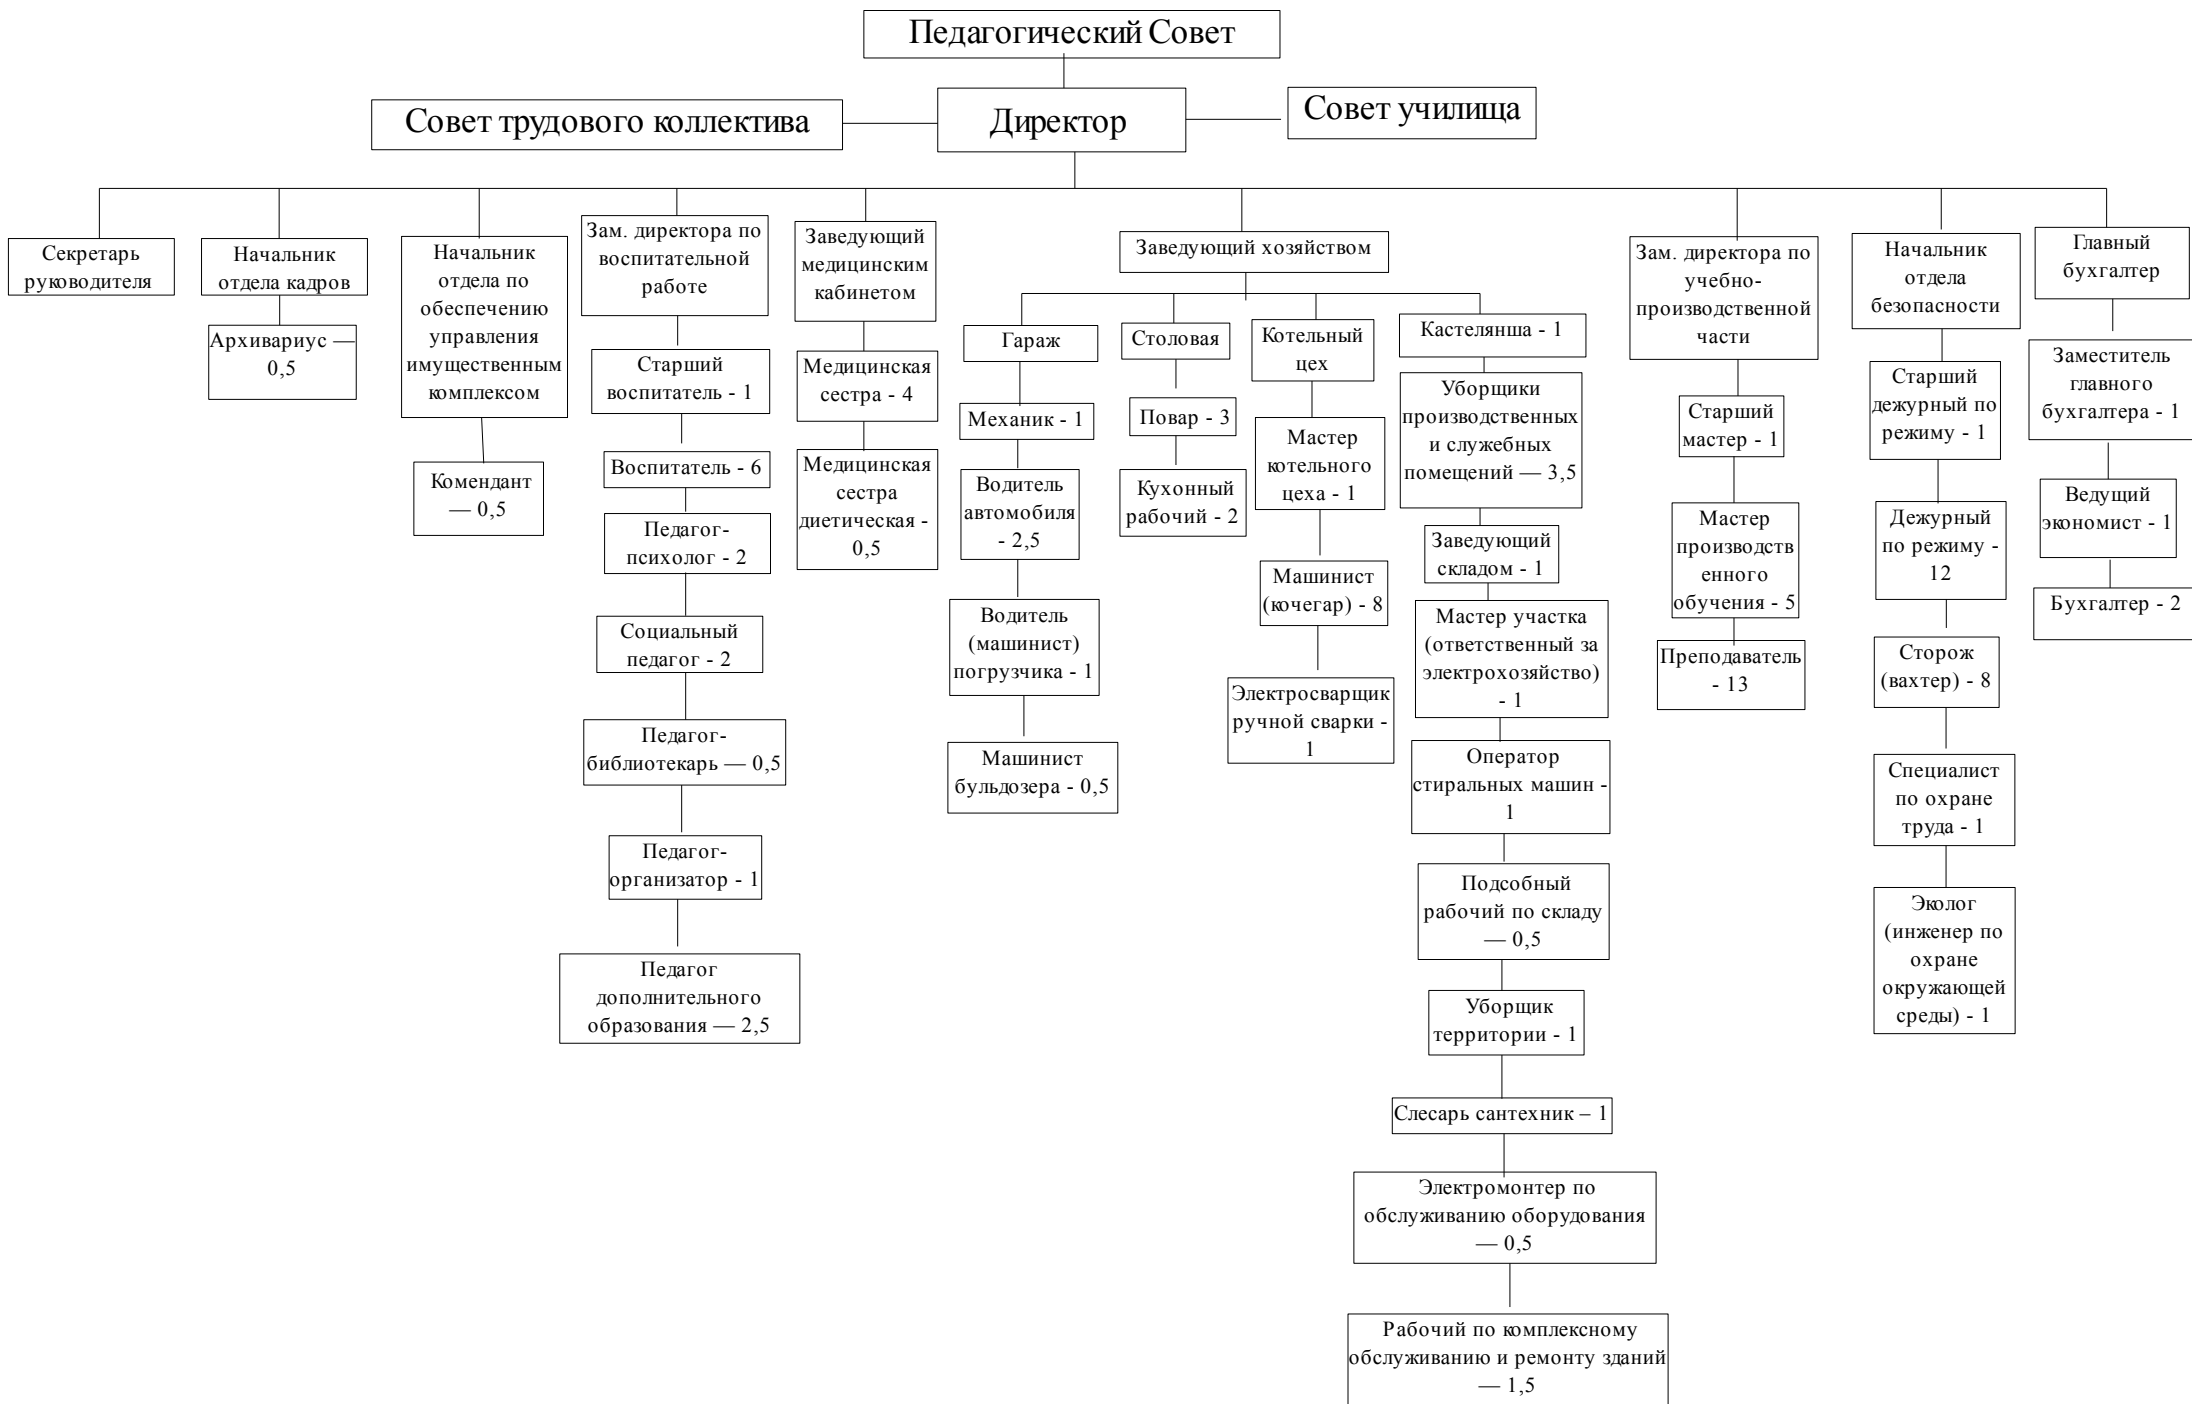 Педагогический Совет
Совет трудового коллектива
Директор
Совет училища
Секретарь
руководителя
Начальник
отдела кадров
Архивариус —
0,5
Начальник
отдела по
обеспечению
управления
имущественным
комплексом
Комендант
— 0,5
Зам. директора по
воспитательной
работе
Старший
воспитатель - 1
Воспитатель - 6
Педагог-
психолог - 2
Социальный
педагог - 2
Педагог-
библиотекарь — 0,5
Педагог-
организатор - 1
Педагог
дополнительного
образования — 2,5
Заведующий
медицинским
кабинетом
Медицинская
сестра - 4
Медицинская
сестра
диетическая -
0,5
Заведующий хозяйством
Гараж
Механик - 1
Водитель
автомобиля
- 2,5
Водитель
(машинист)
погрузчика - 1
Машинист
бульдозера - 0,5
Столовая
Повар - 3
Кухонный
рабочий - 2
Котельный
цех
Мастер
котельного
цеха - 1
Машинист
(кочегар) - 8
Электросварщик
ручной сварки -
1
Кастелянша - 1
Уборщики
производственных
и служебных
помещений — 3,5
Заведующий
складом - 1
Мастер участка
(ответственный за
электрохозяйство)
- 1
Оператор
стиральных машин -
1
Подсобный
рабочий по складу
— 0,5
Уборщик
территории - 1
Слесарь сантехник – 1
Электромонтер по
обслуживанию оборудования
— 0,5
Рабочий по комплексному
обслуживанию и ремонту зданий
— 1,5
Зам. директора по
учебно-
производственной
части
Старший
мастер - 1
Мастер
производств
енного
обучения - 5
Преподаватель
- 13
Начальник
отдела
безопасности
Старший
дежурный по
режиму - 1
Дежурный
по режиму -
12
Сторож
(вахтер) - 8
Специалист
по охране
труда - 1
Эколог
(инженер по
охране
окружающей
среды) - 1
Главный
бухгалтер
Заместитель
главного
бухгалтера - 1
Ведущий
экономист - 1
Бухгалтер - 2